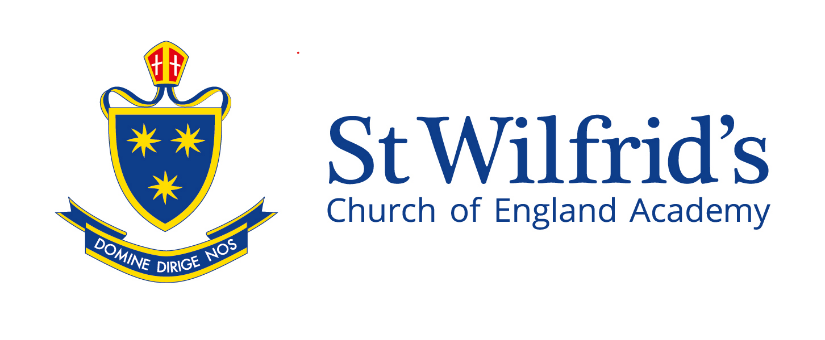 St Wilfrid's
Church of England Academy
DOMINE DIRIGE NOS